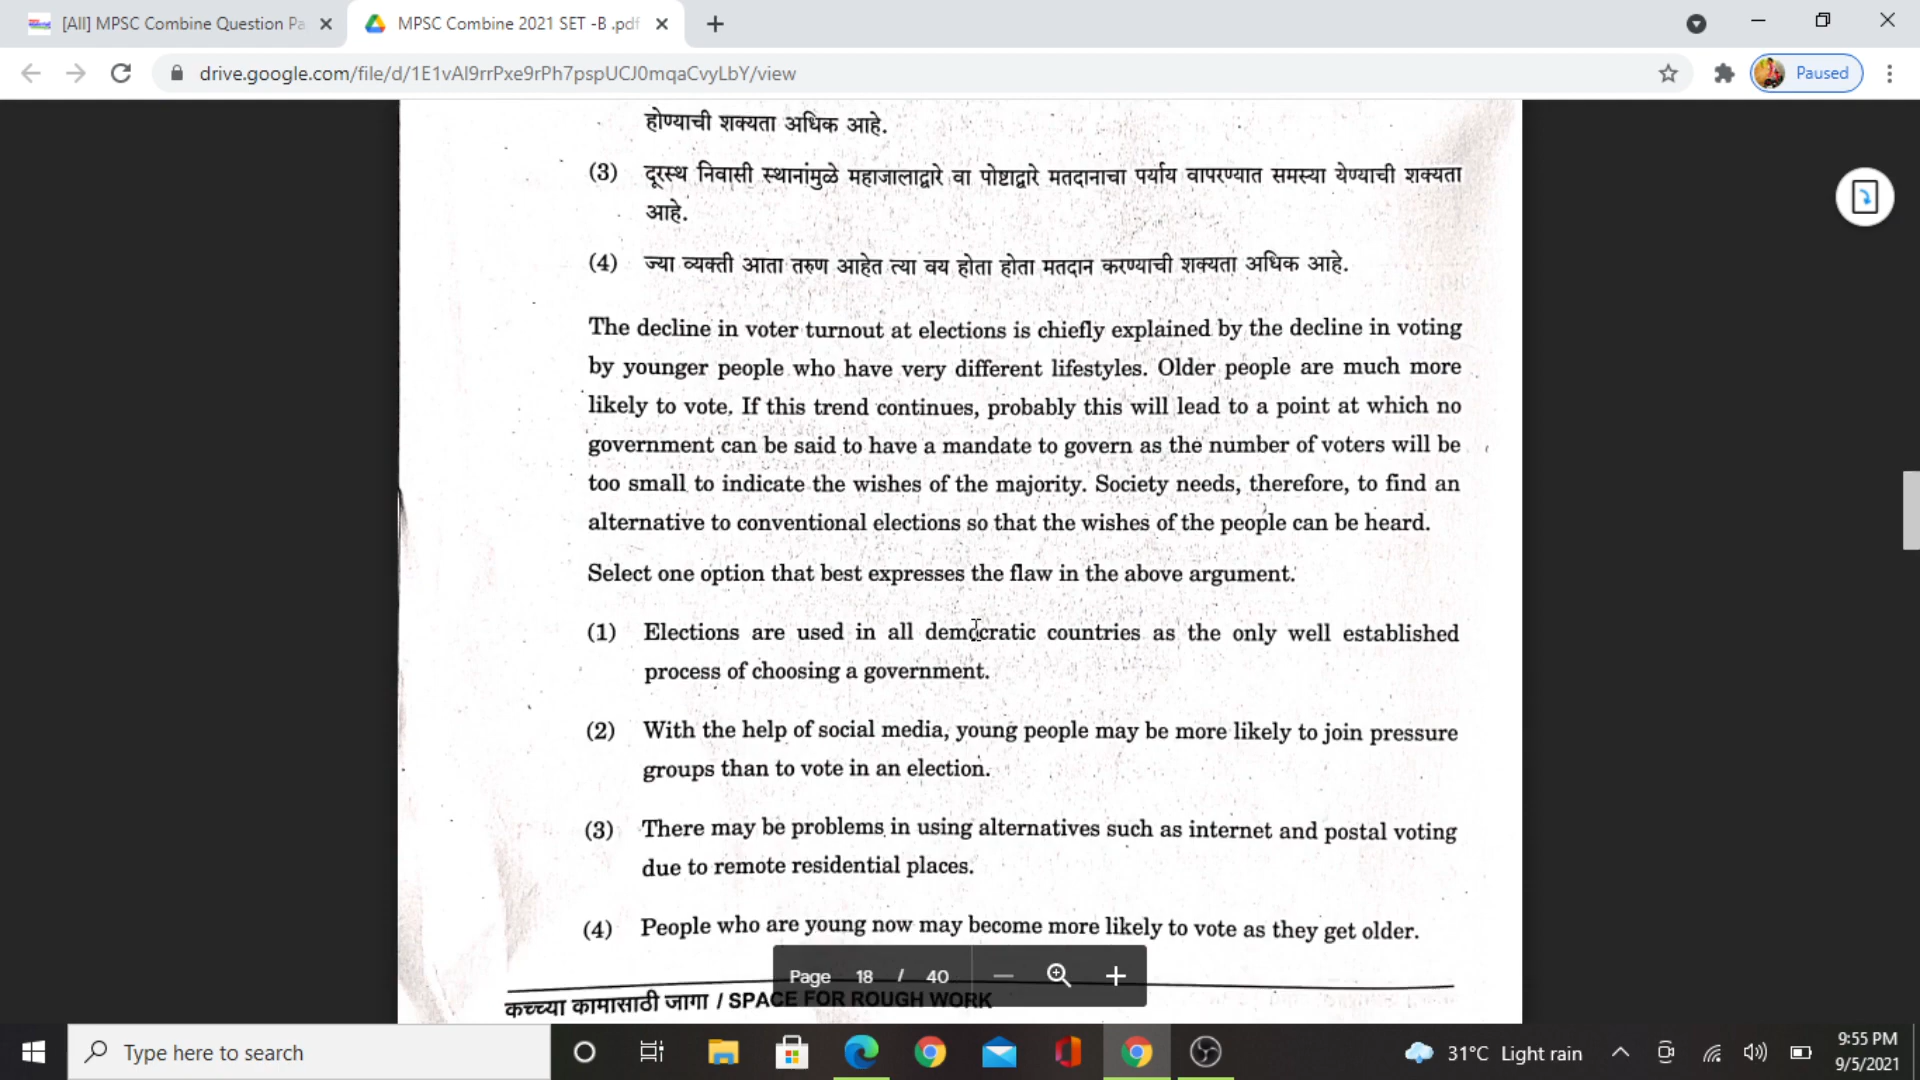 [All] MPSC Combine Question Pa
MPSC Combine 2021 SET -B .pdf
drive.google.com/file/d/1E1vAI9rrPxe9rPh7pspUCJ0mqaCvyLbY/view
Paused
होण्याची शक्यता अधिक आहे.
(3) दूरस्थ निवासी स्थानांमुळे महाजालाद्वारे वा पोष्टाद्वारे मतदानाचा पर्याय वापरण्यात समस्या येण्याची शक्यता
आहे.
(4) ज्या व्यक्ती आता तरुण आहेत त्या वय होता होता मतदान करण्याची शक्यता अधिक आहे.
The decline in voter turnout at elections is chiefly explained by the decline in voting
by younger people who have very different lifestyles. Older people are much more
likely to vote. If this trend continues, probably this will lead to a point at which no
government can be said to have a mandate to govern as the number of voters will be
too small to indicate the wishes of the majority. Society needs, therefore, to find an
alternative to conventional elections so that the wishes of the people can be heard.
Select one option that best expresses the flaw in the above argument.
(1) Elections are used in all democratic countries as the only well established
process of choosing a government.
(2) With the help of social media, young people may be more likely to join pressure
groups than to vote in an election.
(3) There may be problems in using alternatives such as internet and postal voting
due to remote residential places.
(4) People who are young now may become more likely to vote as they get older.
Page 18 / 40
कच्च्या कामासाठी जागा / SPACE FOR ROUGH WORK
Type here to search
31°C Light rain
9:55 PM
9/5/2021